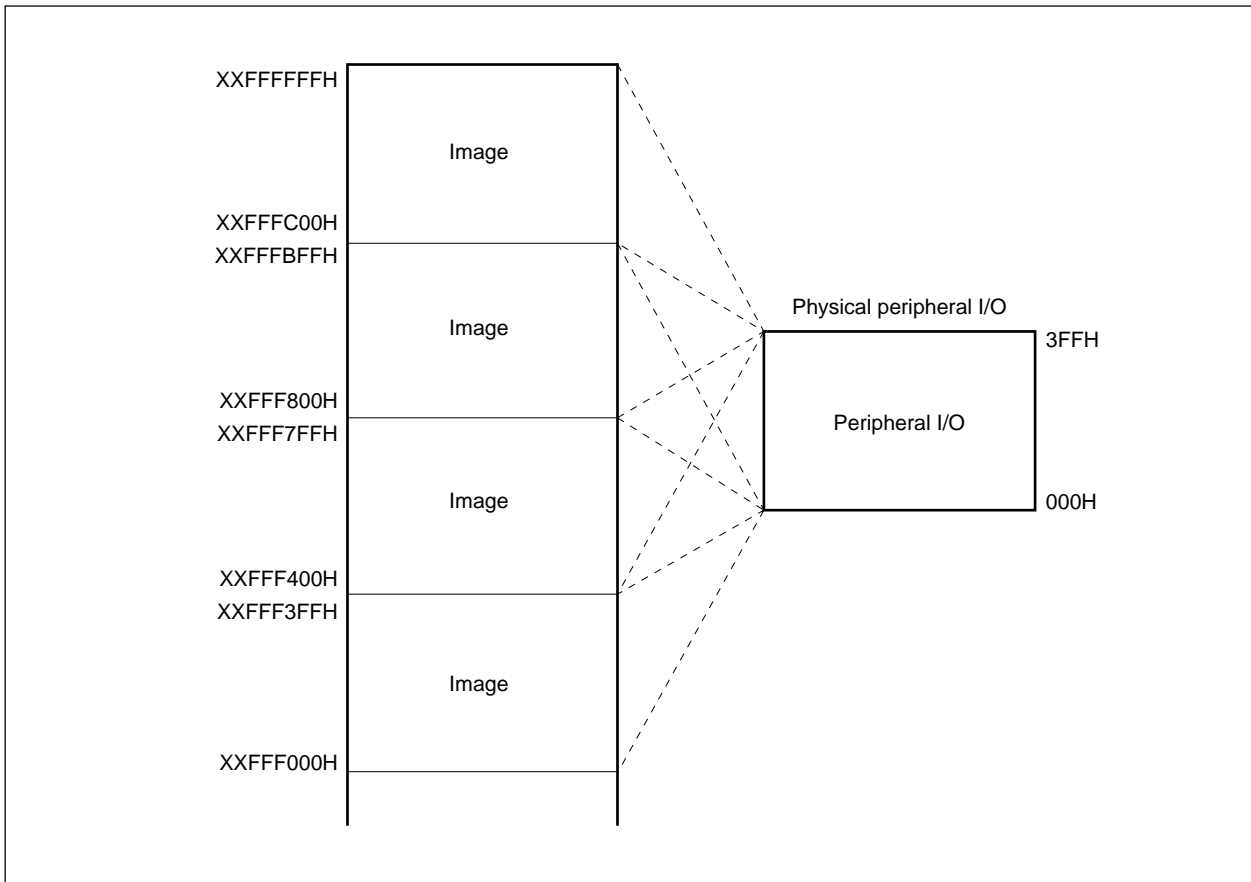 XXFFFFFFH
Image
XXFFFC00H
XXFFFBFFH
Image
XXFFF800H
XXFFF7FFH
Image
XXFFF400H
XXFFF3FFH
Image
XXFFF000H
Physical peripheral I/O
3FFH
Peripheral I/O
000H